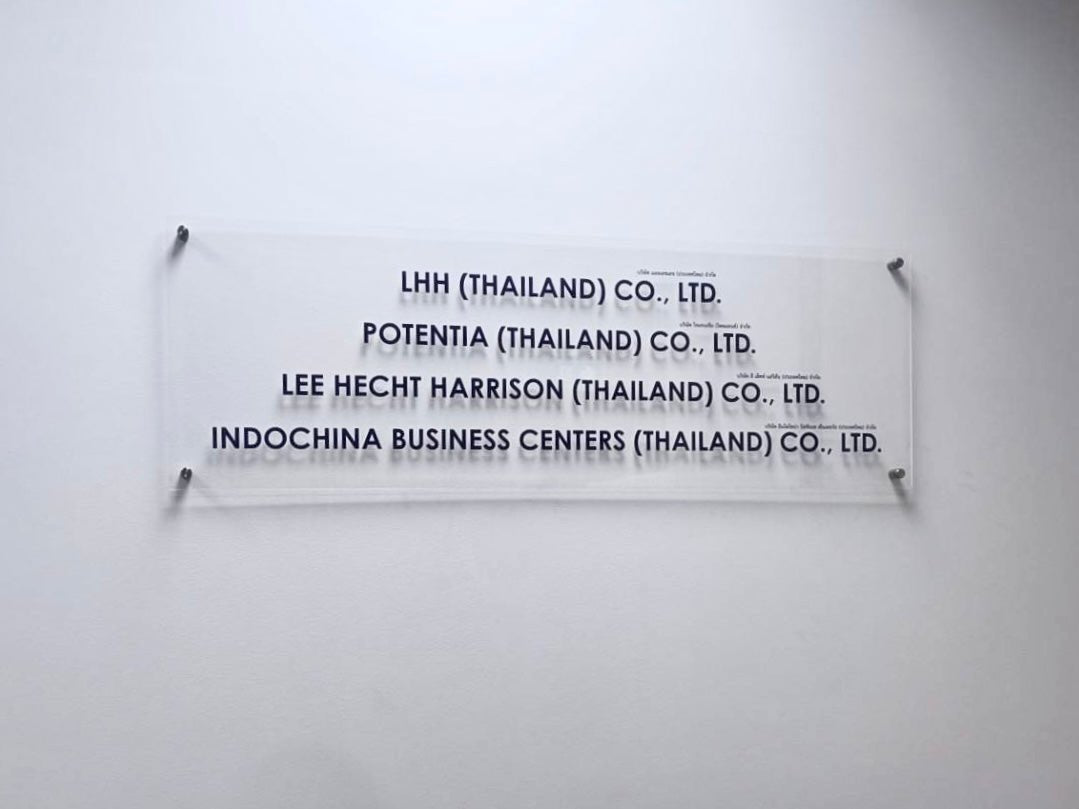 LHH (THAILAND) CO., LTD.
POTENTIA (THAILAND) CO., LTD.
LEE HECHT HARRISON (THAILAND) CO., LTD.
INDOCHINA BUSINESS CENTERS (THAILAND) CO., LTD.